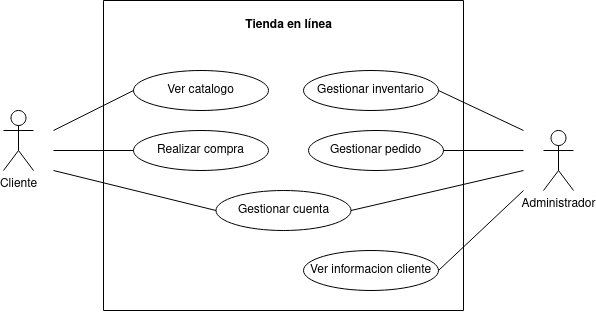 Tienda en línea
Ver catalogo
Gestionar inventario
Realizar compra
Gestionar pedido
Cliente
Administrador
Gestionar cuenta
Ver informacion cliente